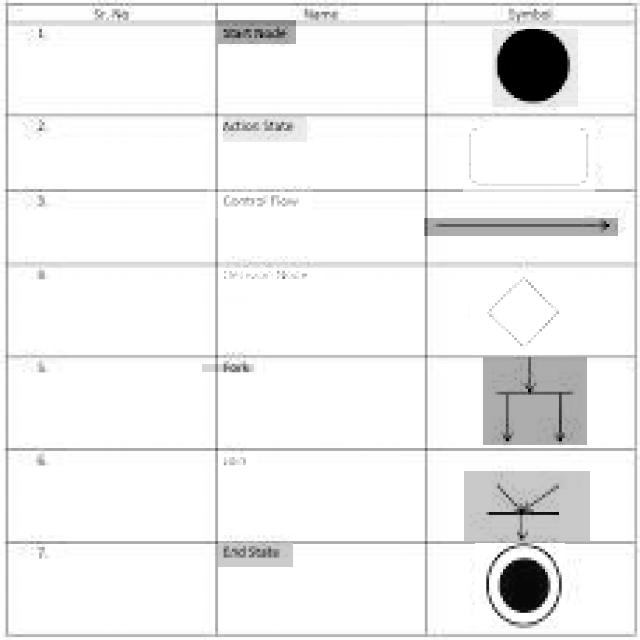 Sr. No Name Symbol
1. Start Node
2. Action State
3. Control Flow
4. Decision Node
5. Fork
6. Join
7. End State